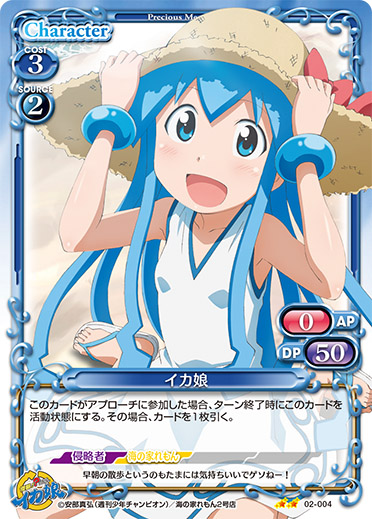 Precious Me
Character
COST
3
SOURCE
2
0 AP
DP 50
イカ娘
このカードがアプローチに参加した場合、ターン終了時にこのカードを
活動状態にする。その場合、カードを1枚引く。
侵略者 海の家れもん
早朝の散歩というのもたまには気持ちいいでゲソねー！
©安部真弘（週刊少年チャンピオン）／海の家れもん2号店
02-004